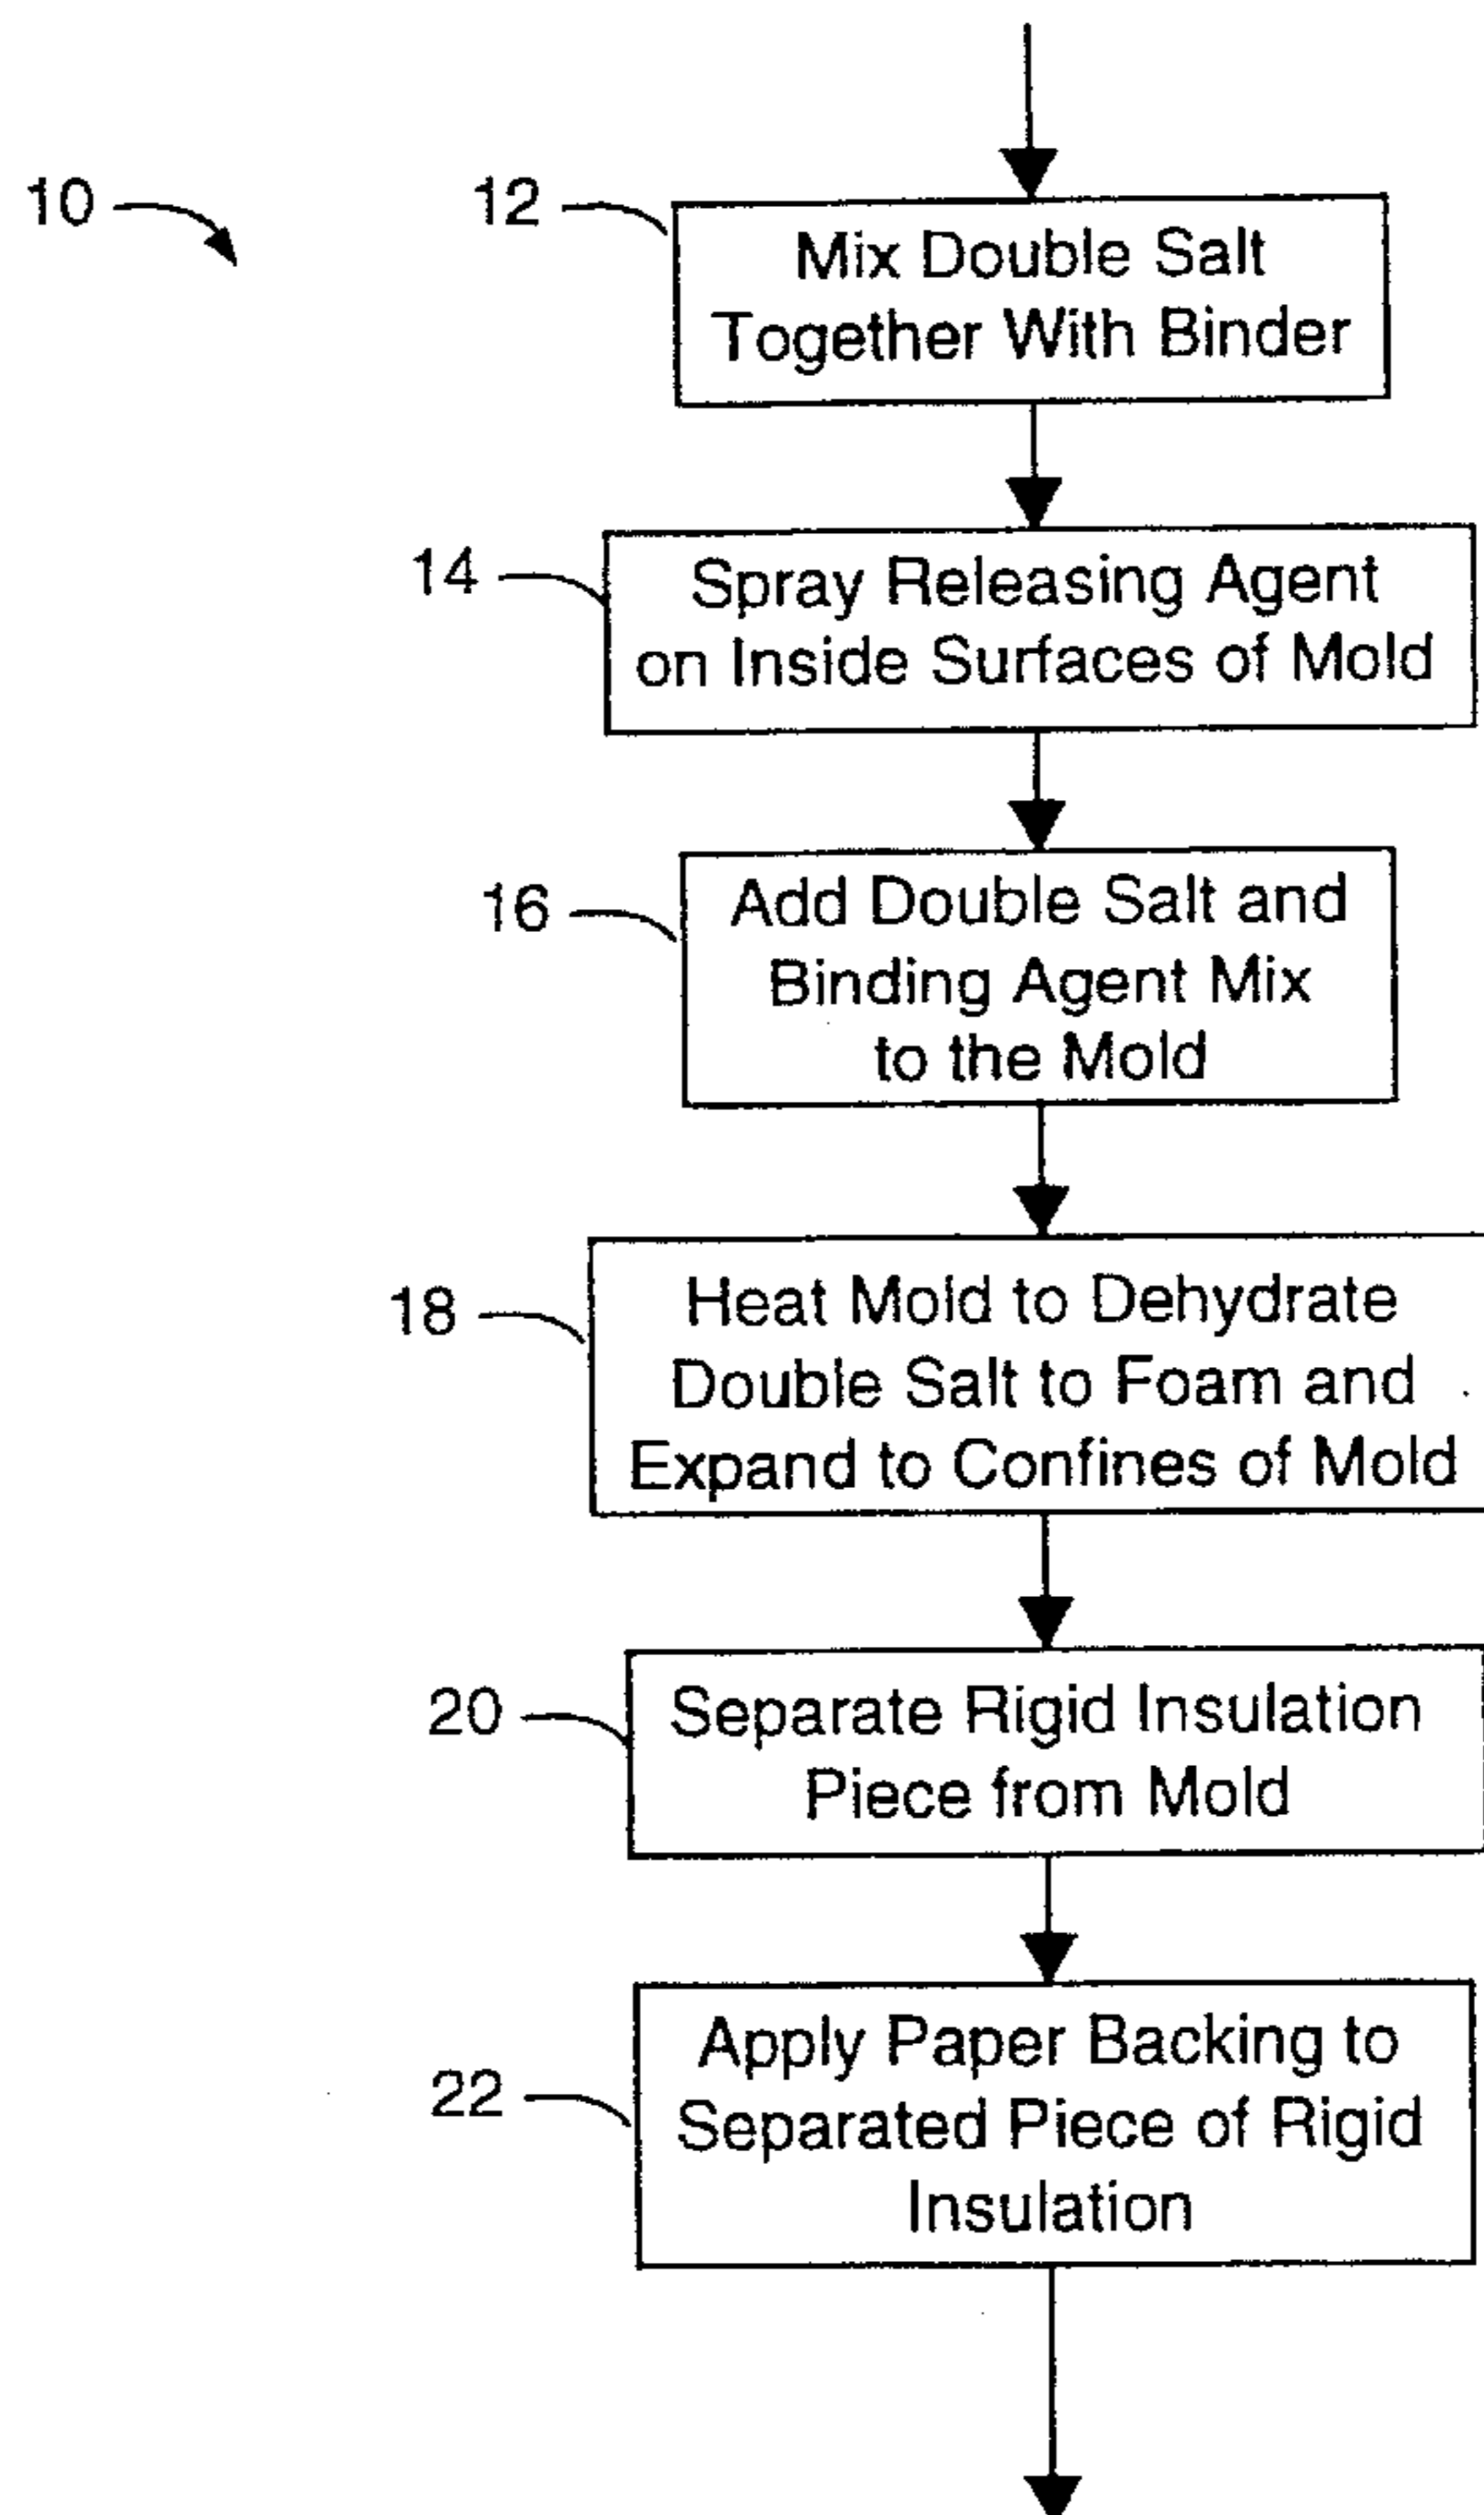 10
12
Mix Double Salt
Together With Binder
14
Spray Releasing Agent
on Inside Surfaces of Mold
16
Add Double Salt and
Binding Agent Mix
to the Mold
18
Heat Mold to Dehydrate
Double Salt to Foam and
Expand to Confines of Mold
20
Separate Rigid Insulation
Piece from Mold
22
Apply Paper Backing to
Separated Piece of Rigid
Insulation